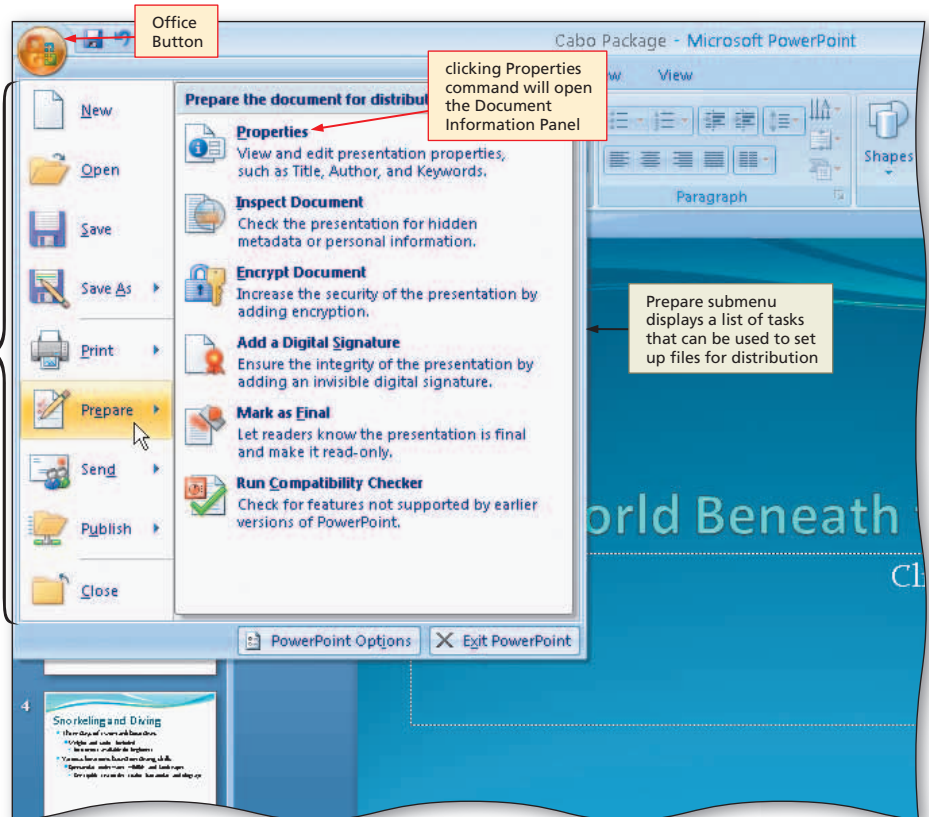 Office
Button
Cabo Package - Microsoft PowerPoint
clicking Properties
command will open
the Document
Information Panel
View
New
Open
Save
Save As
Print
Prepare
Send
Publish
Close
Prepare the document for
Properties
View and edit presentation properties,
such as Title, Author, and Keywords.
Inspect Document
Check the presentation for hidden
metadata or personal information.
Encrypt Document
Increase the security of the presentation by
adding encryption.
Add a Digital Signature
Ensure the integrity of the presentation by
adding an invisible digital signature.
Mark as Final
Let readers know the presentation is final
and make it read-only.
Run Compatibility Checker
Check for features not supported by earlier
versions of PowerPoint.
PowerPoint Options
Exit PowerPoint
Shapes
Paragraph
Prepare submenu
displays a list of tasks
that can be used to set
up files for distribution
orld Beneath
Cli
4
Snorkeling and Diving